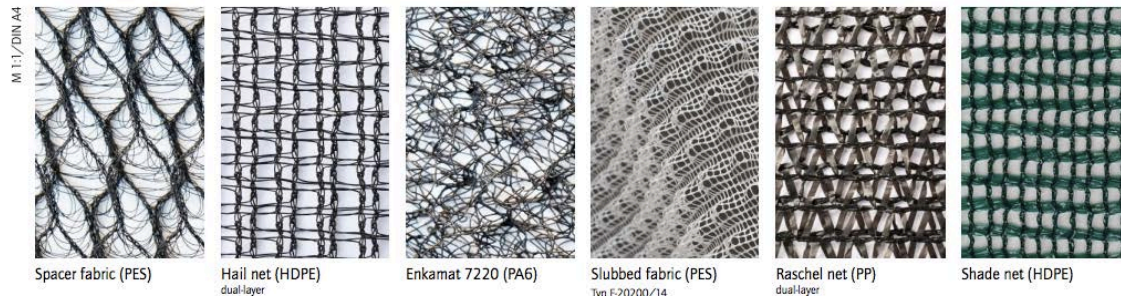 M 1:1/DIN A4
Spacer fabric (PES)
Hail net (HDPE)
dual-layer
Enkamat 7220 (PA6)
Slubbed fabric (PES)
Typ F-20200/14
Raschel net (PP)
dual-layer
Shade net (HDPE)